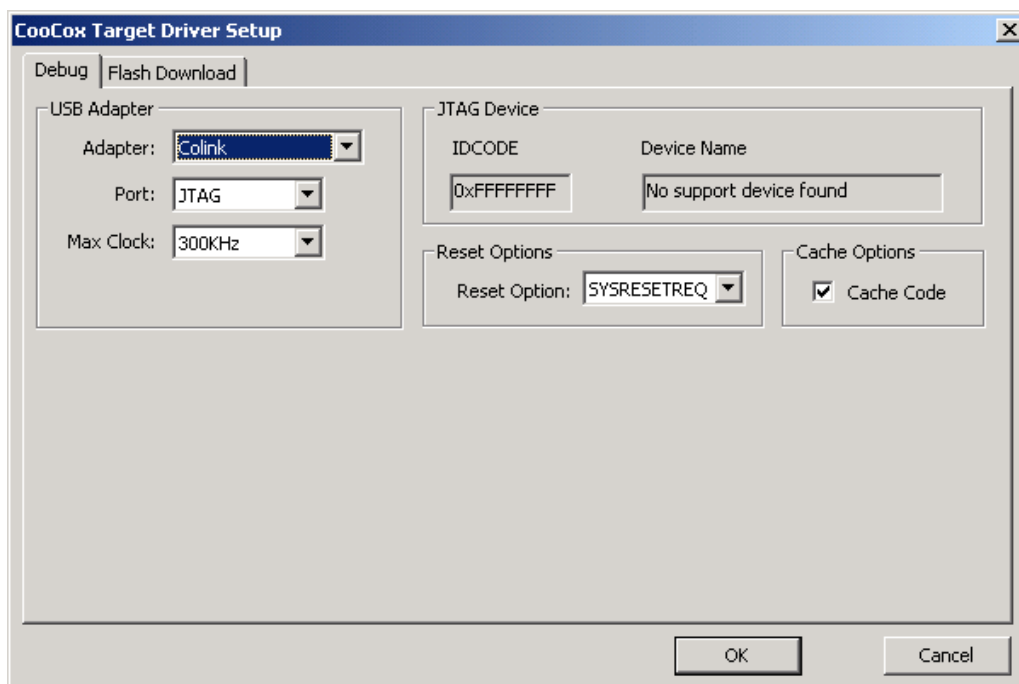 CooCox Target Driver Setup
Debug
Flash Download
USB Adapter
Adapter: Colink
Port: JTAG
Max Clock: 300KHz
JTAG Device
IDCODE Device Name
0xFFFFFFFF No support device found
Reset Options
Reset Option: SYSRESETREQ
Cache Options
Cache Code
OK Cancel